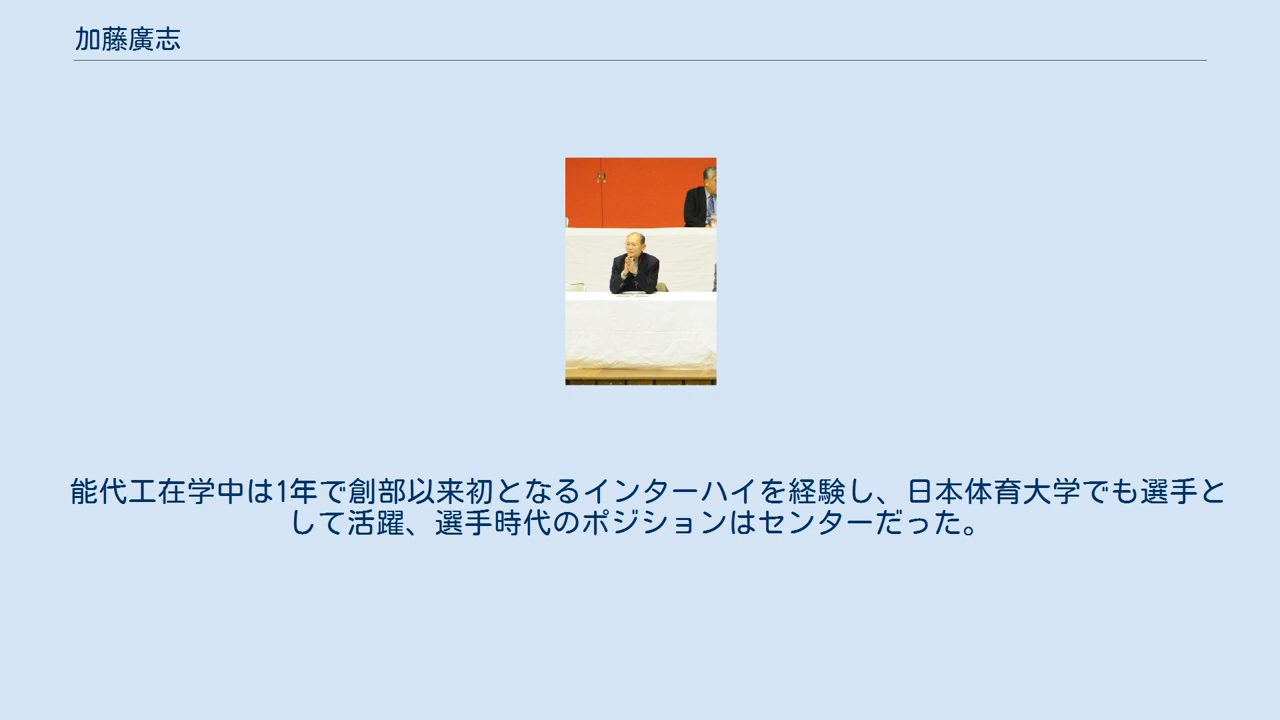 加藤廣志
能代工在学中は1年で創部以来初となるインターハイを経験し、日本体育大学でも選手と
して活躍、選手時代のポジションはセンターだった。